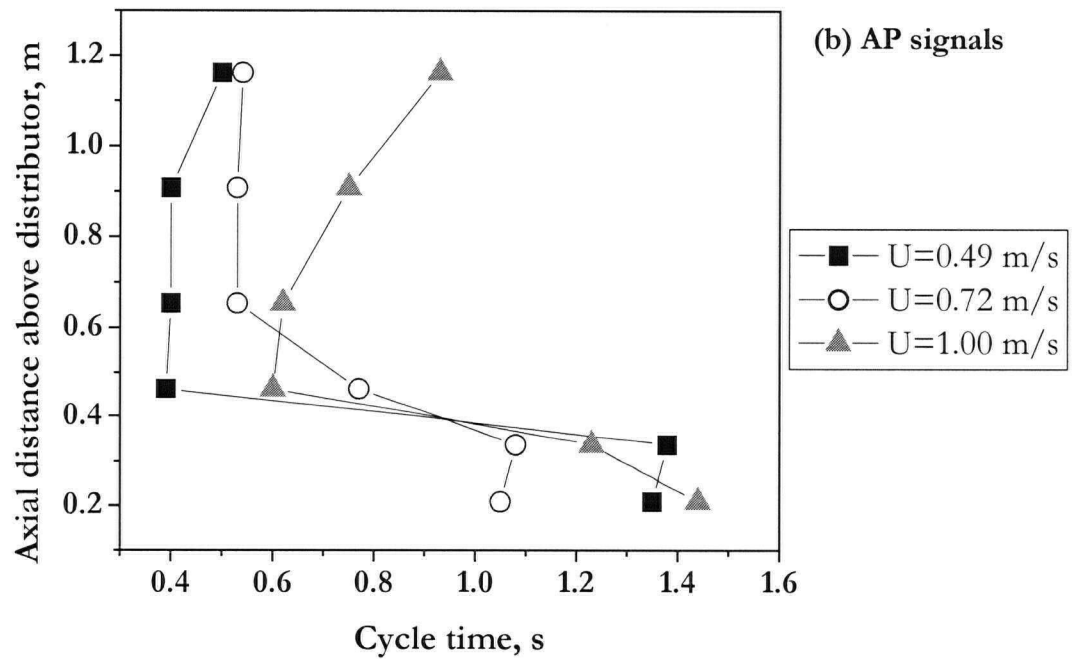 (b) AP signals
Axial distance above distributor, m
1.2
1.0
0.8
0.6
0.4
0.2
0.4 0.6 0.8 1.0 1.2 1.4 1.6
Cycle time, s
U=0.49 m/s
U=0.72 m/s
U=1.00 m/s